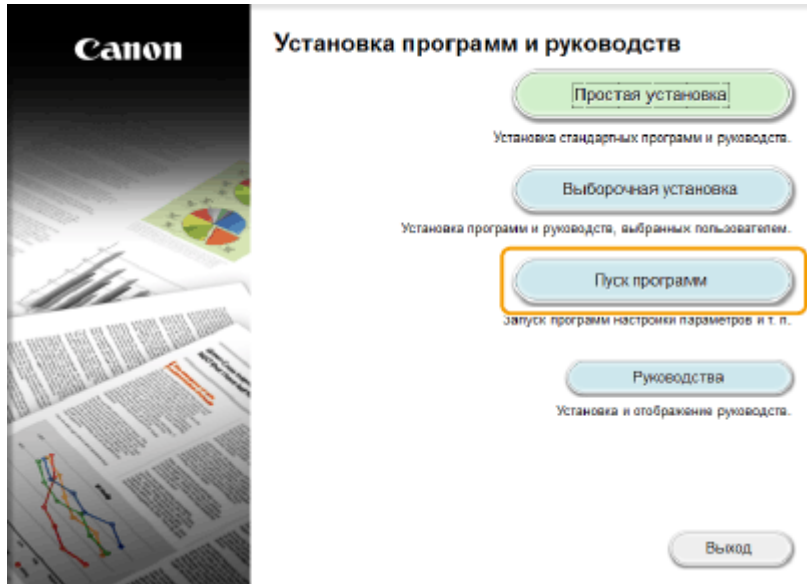 Canon
Установка программ и руководств
Простая установка
Установка стандартных программ и руководств.
Выборочная установка
Установка программ и руководств, выбранных пользователем.
Пуск программ
Запуск программ настройки параметров и т. п.
Руководства
Установка и отображение руководств.
Выход